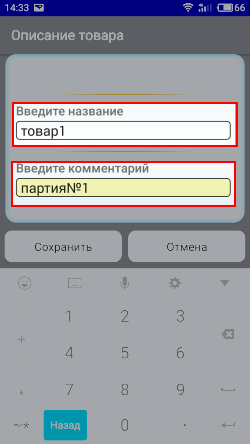 14:33 66
Описание товара
Введите название
товар1
Введите комментарий
партия№1
Сохранить Отмена
1 2 3
+ 4 5 6
* 7 8 9
~* Назад 0 .